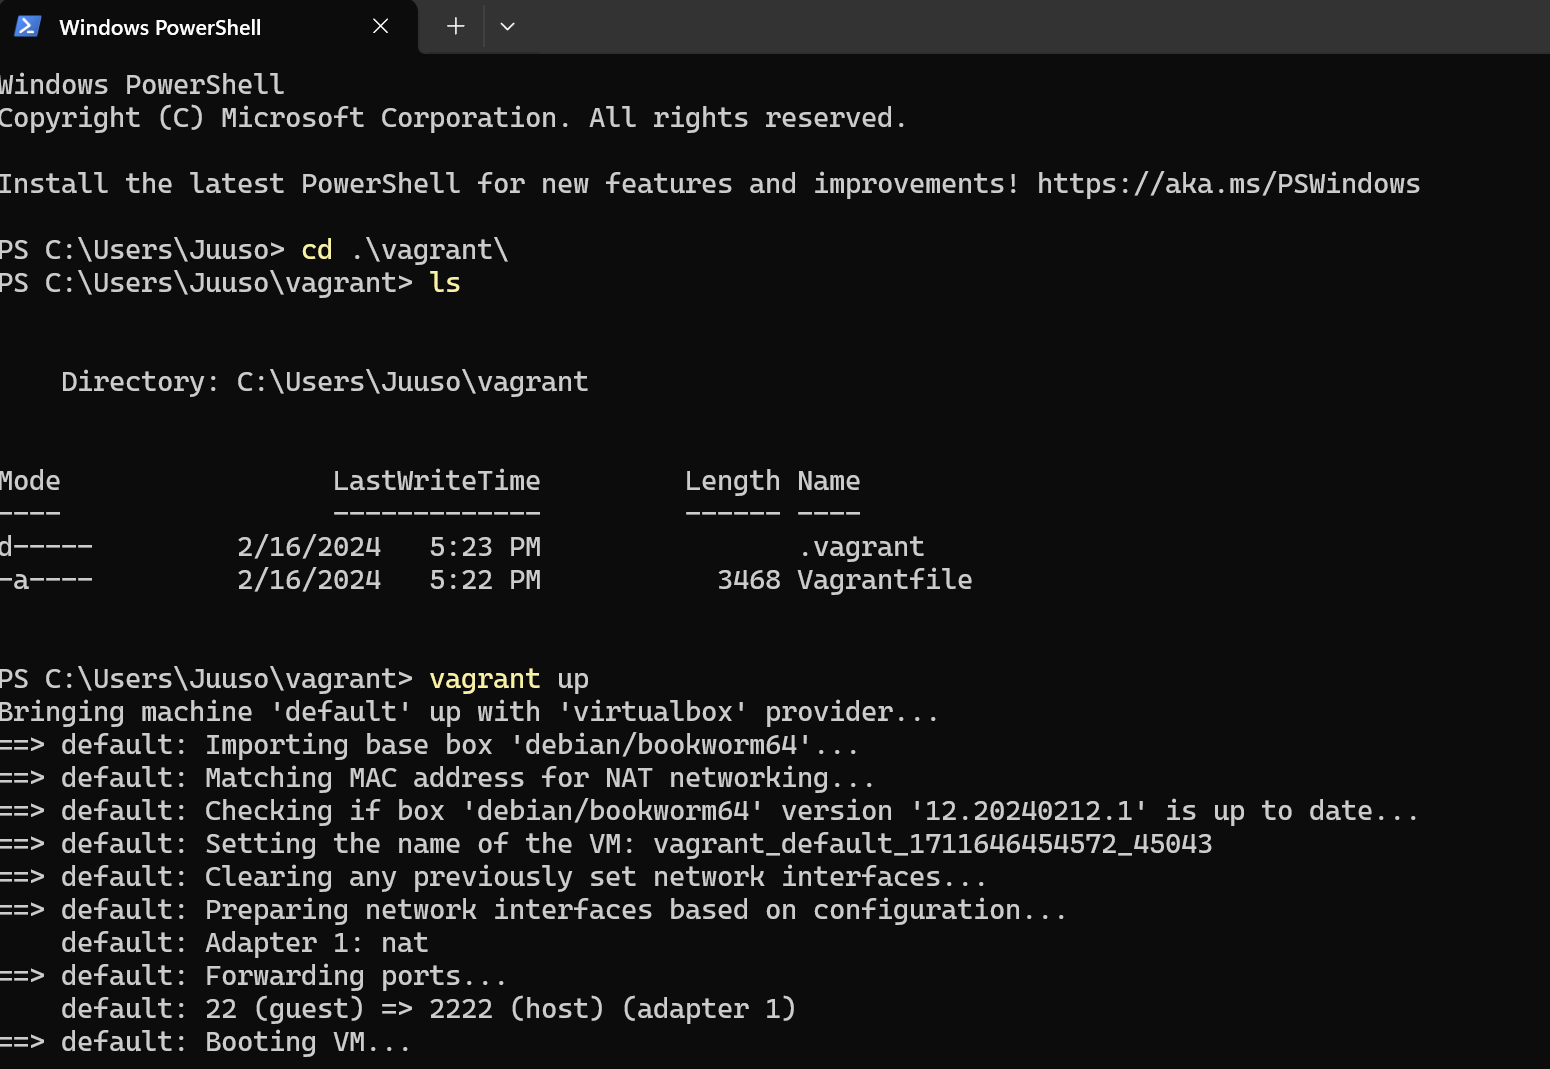 Windows PowerShell
Windows PowerShell
Copyright (C) Microsoft Corporation. All rights reserved.
Install the latest PowerShell for new features and improvements! https://aka.ms/PSWindows
PS C:\Users\Juuso> cd .\vagrant\
PS C:\Users\Juuso\vagrant> ls
Directory: C:\Users\Juuso\vagrant
Mode                 LastWriteTime         Length Name
----                 -------------         ------ ----
d-----         2/16/2024   5:23 PM                .vagrant
-a----         2/16/2024   5:22 PM           3468 Vagrantfile
PS C:\Users\Juuso\vagrant> vagrant up
Bringing machine 'default' up with 'virtualbox' provider...
==> default: Importing base box 'debian/bookworm64'...
==> default: Matching MAC address for NAT networking...
==> default: Checking if box 'debian/bookworm64' version '12.20240212.1' is up to date...
==> default: Setting the name of the VM: vagrant_default_1711646454572_45043
==> default: Clearing any previously set network interfaces...
==> default: Preparing network interfaces based on configuration...
    default: Adapter 1: nat
==> default: Forwarding ports...
    default: 22 (guest) => 2222 (host) (adapter 1)
==> default: Booting VM...